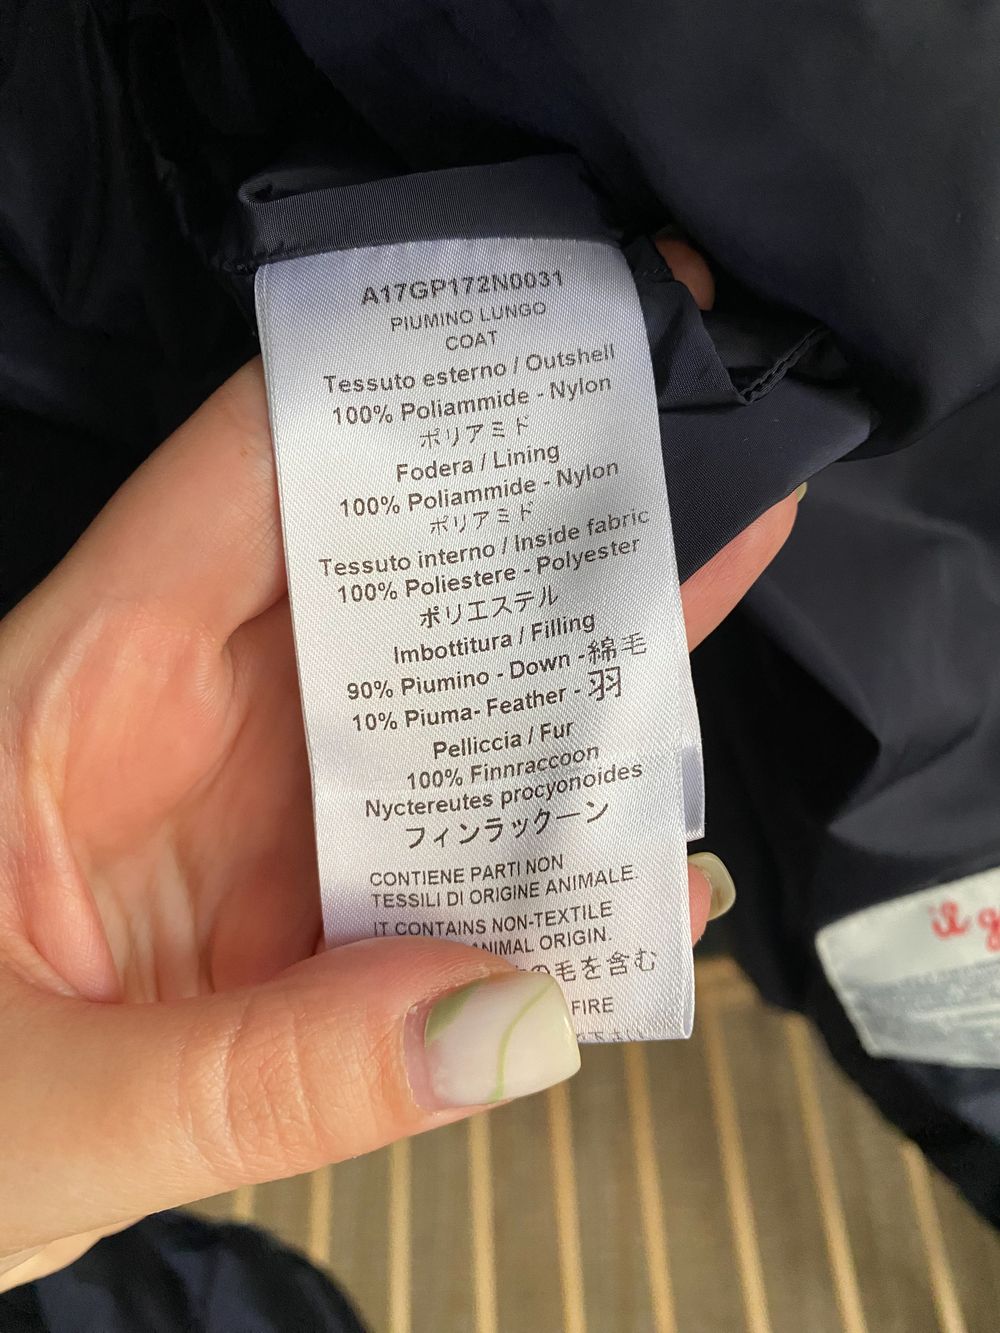 A17GP172N0031
PIUMINO LUNGO
COAT
Tessuto esterno / Outshell
100% Poliammide - Nylon
ポリアミド
Fodera / Lining
100% Poliammide - Nylon
ポリアミド
Tessuto interno / Inside fabric
100% Poliestere - Polyester
ポリエステル
Imbottitura / Filling
90% Piumino - Down -綿毛
10% Piuma- Feather - 羽
Pelliccia / Fur
100% Finnraccoon
Nyctereutes procyonoides
フィンラックーン
CONTIENE PARTI NON
TESSILI DI ORIGINE ANIMALE.
IT CONTAINS NON-TEXTILE
ANIMAL ORIGIN.
の毛を含む
FIRE
下さい
il g